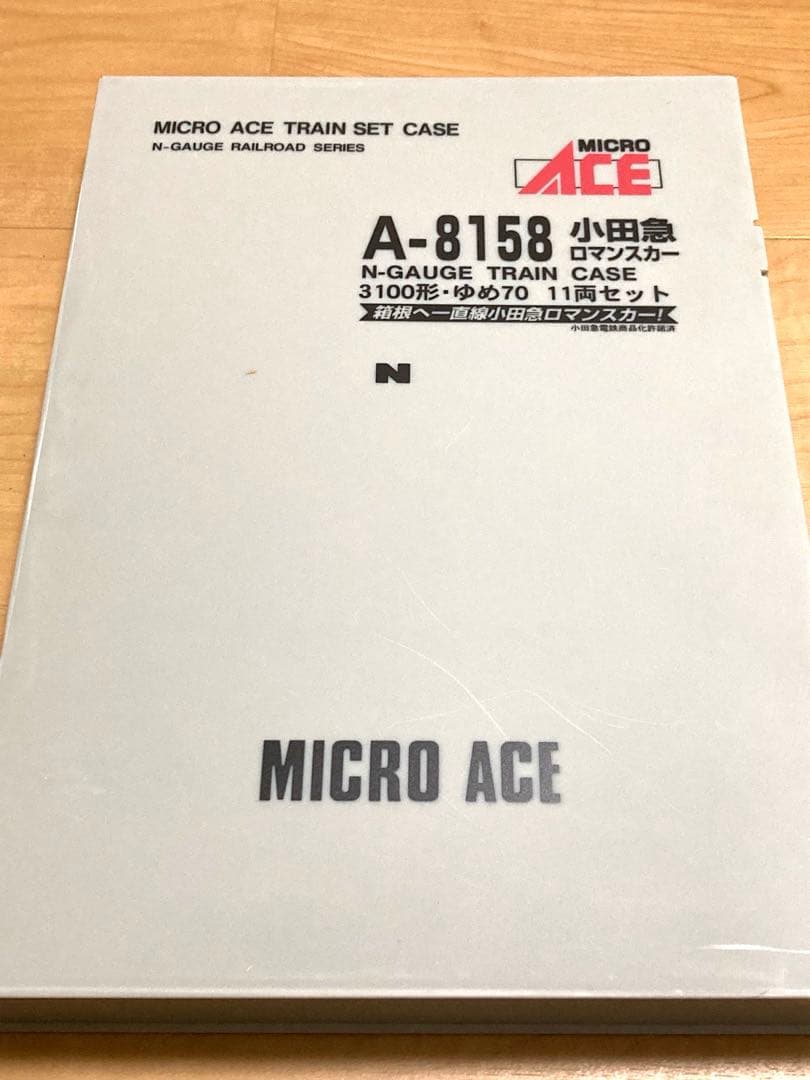 MICRO ACE TRAIN SET CASE
N-GAUGE RAILROAD SERIES
MICRO
ACE
A-8158 小田急
ロマンスカー
N-GAUGE TRAIN CASE
3100形・ゆめ70 11両セット
箱根へ一直線小田急ロマンスカー!
小田急電鉄商品化許諾済
N
MICRO ACE